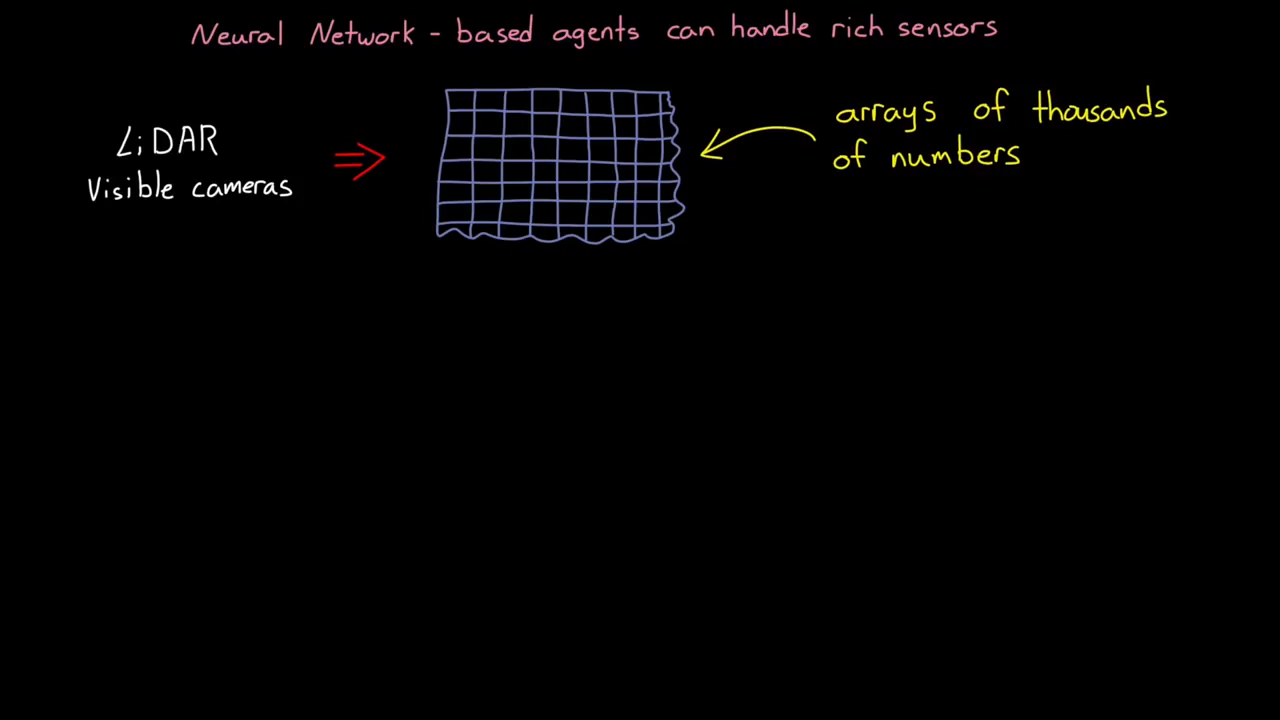 Neural Network - based agents can handle rich sensors
LiDAR
Visible cameras
arrays of thousands
of numbers